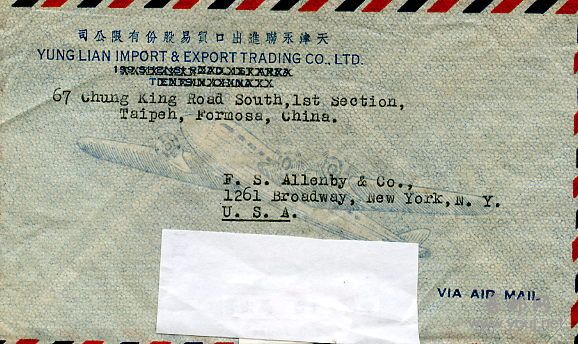 司公限有份股易貿口出進聯永津天
YUNG LIAN IMPORT & EXPORT TRADING CO., LTD.
67 Chung King Road South,1st Section,
Taipeh, Formosa, China.
F. S. Allenby & Co.,
1261 Broadway, New York, N. Y.
U. S. A.
VIA AIR MAIL